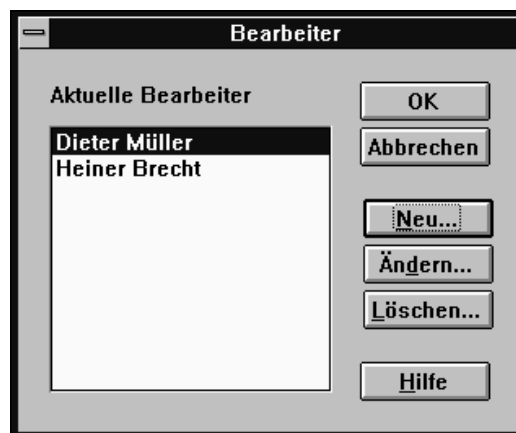 Bearbeiter
Aktuelle Bearbeiter
Dieter Müller
Heiner Brecht
OK
Abbrechen
Neu...
Ändern...
Löschen...
Hilfe